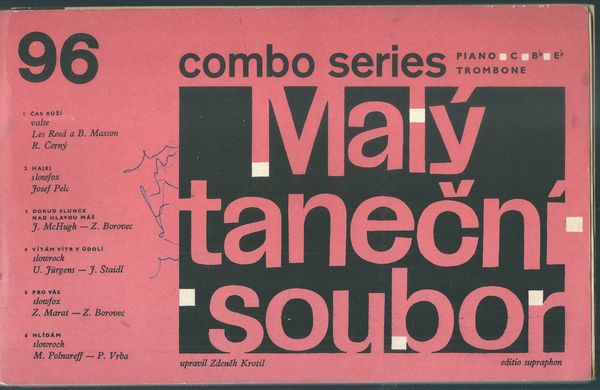 96
combo series
PIANO C B♭ E♭
TROMBONE
Malý
taneční
soubor
1 ČAS RŮŽÍ
valse
Les Reed a B. Masson
R. Černý
2 HAJEJ
slowfox
Josef Pelc
3 DOKUD SLUNCE
NAD HLAVOU MÁŠ
J. McHugh — Z. Borovec
4 VÍTÁM VÍTR V ÚDOLÍ
slowrock
U. Jürgens — J. Staidl
5 PRO VÁS
slowfox
Z. Marat — Z. Borovec
6 HLÍDÁM
slowrock
M. Polnareff — P. Vrba
upravil Zdeněk Krotil
editio supraphon